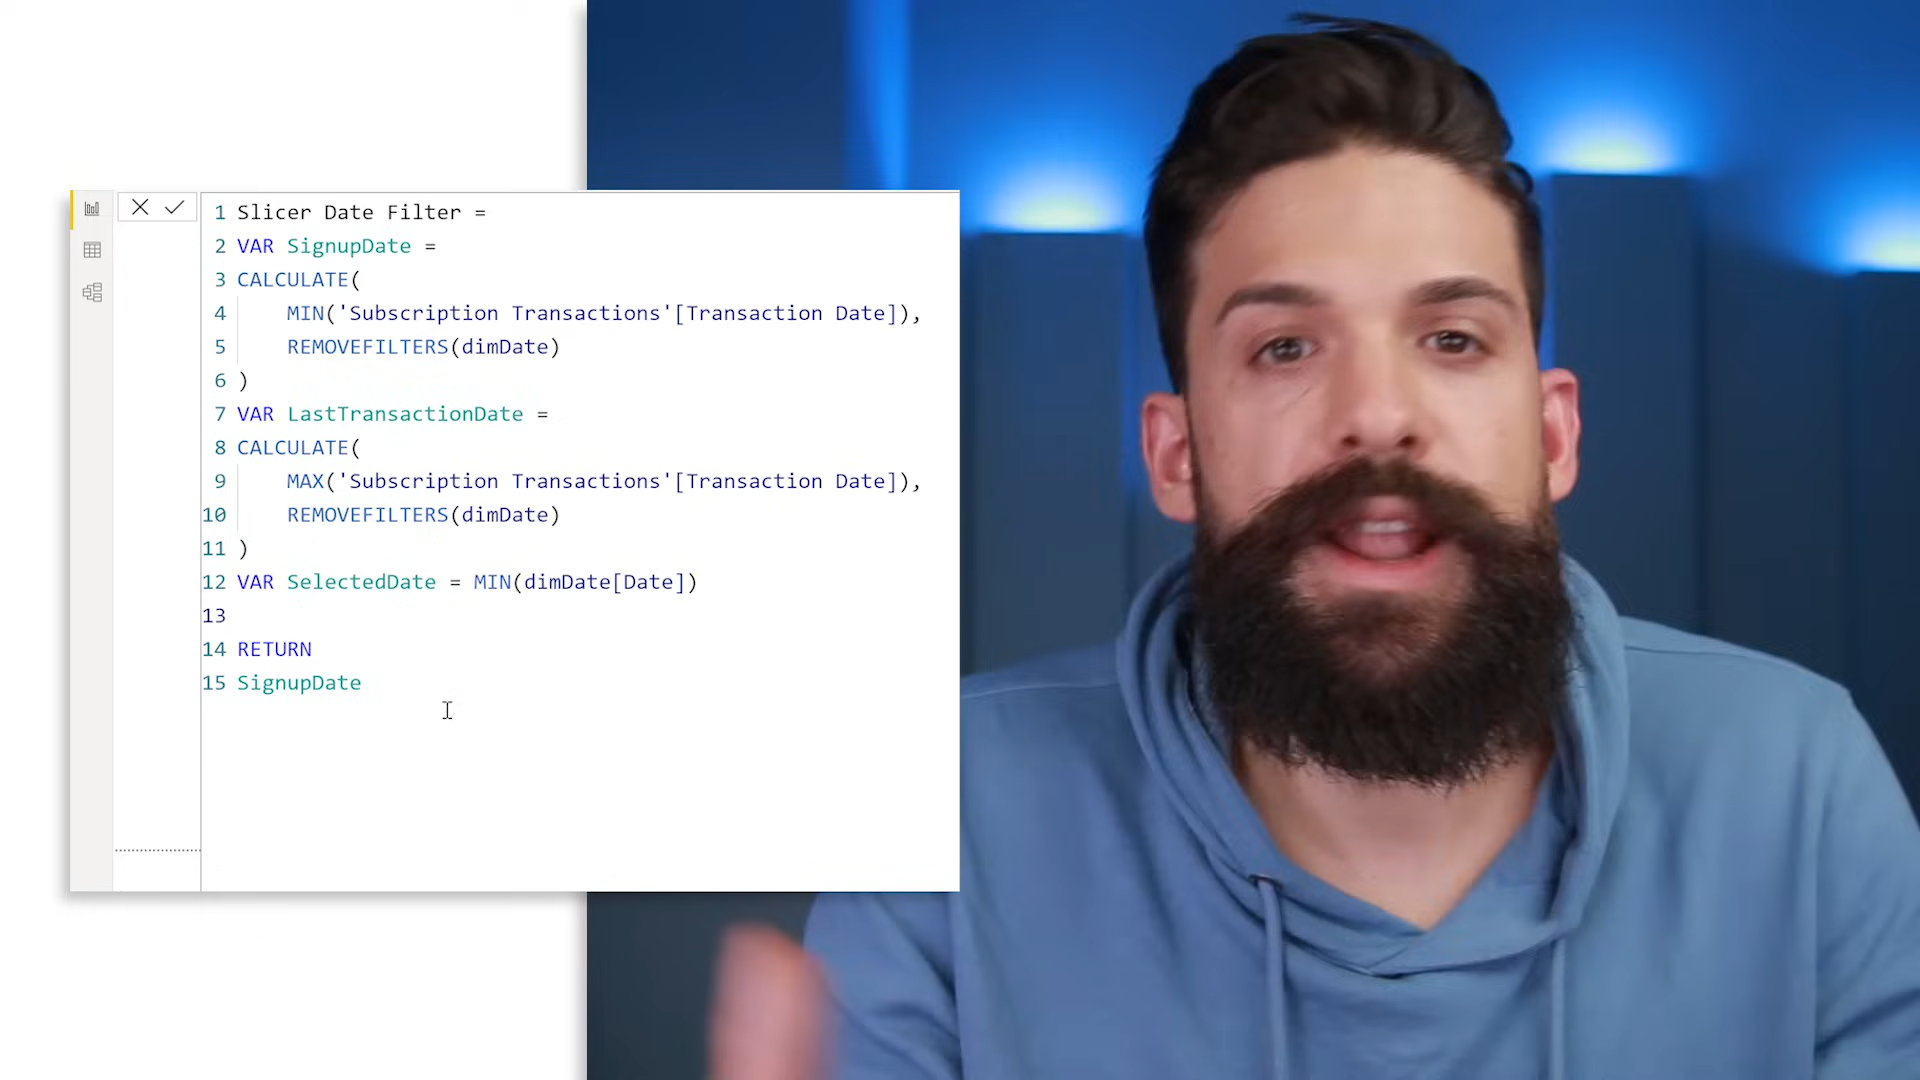 1 Slicer Date Filter =
2 VAR SignupDate =
3 CALCULATE(
4 MIN('Subscription Transactions'[Transaction Date]),
5 REMOVEFILTERS(dimDate)
6 )
7 VAR LastTransactionDate =
8 CALCULATE(
9 MAX('Subscription Transactions'[Transaction Date]),
10 REMOVEFILTERS(dimDate)
11 )
12 VAR SelectedDate = MIN(dimDate[Date])
13
14 RETURN
15 SignupDate